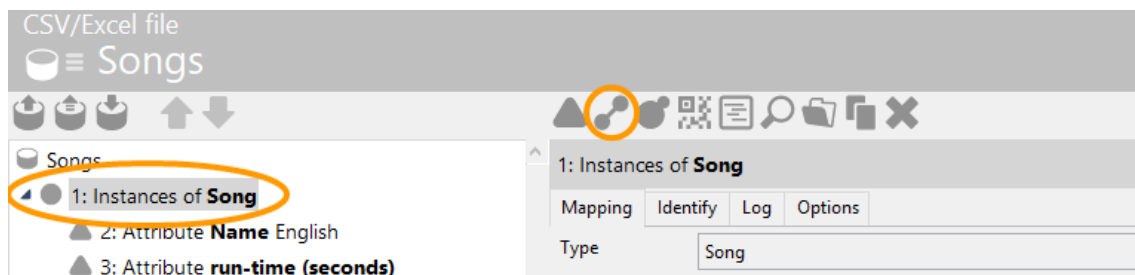 CSV/Excel file
Songs
Songs
1: Instances of Song
2: Attribute Name English
3: Attribute run-time (seconds)
1: Instances of Song
Mapping Identify Log Options
Type Song